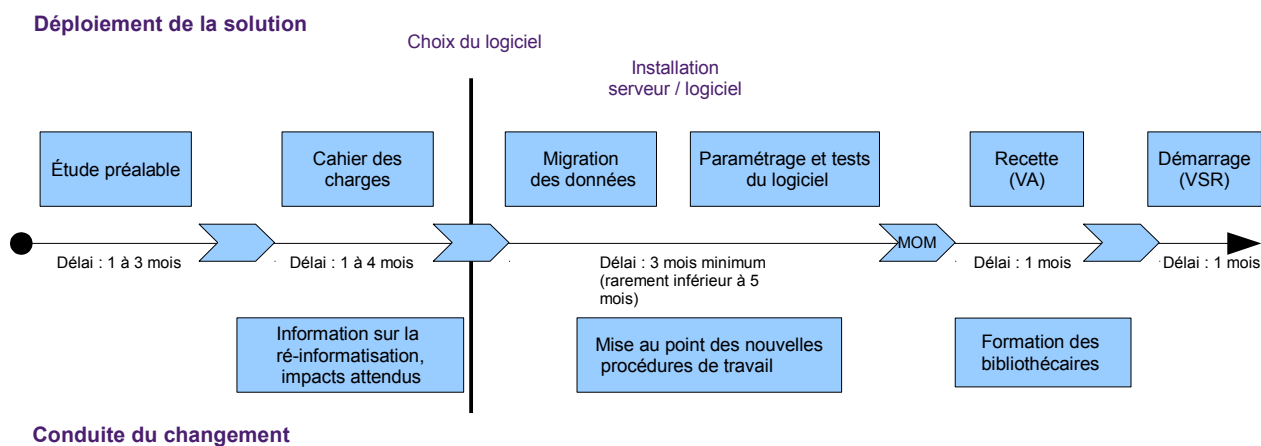 Déploiement de la solution
Choix du logiciel
Installation
serveur / logiciel
Étude préalable
Cahier des
charges
Migration
des données
Paramétrage et tests
du logiciel
Recette
(VA)
Démarrage
(VSR)
MOM
Délai : 1 à 3 mois
Délai : 1 à 4 mois
Délai : 3 mois minimum
(rarement inférieur à 5
mois)
Délai : 1 mois
Délai : 1 mois
Information sur la
ré-informatisation,
impacts attendus
Mise au point des nouvelles
procédures de travail
Formation des
bibliothécaires
Conduite du changement